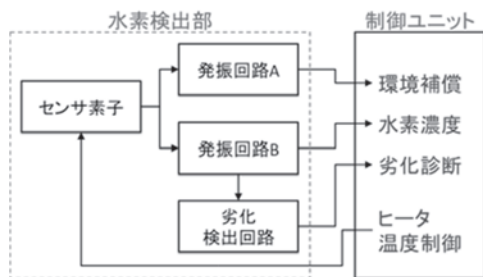 水素検出部
制御ユニット
発振回路A
センサ素子
環境補償
発振回路B
水素濃度
劣化診断
劣化
検出回路
ヒータ
温度制御